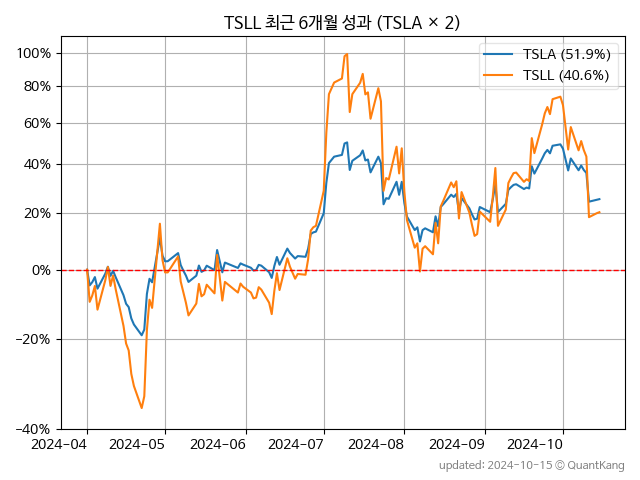 TSLL 최근 6개월 성과 (TSLA × 2)
TSLA (51.9%)
TSLL (40.6%)
100%
80%
60%
40%
20%
0%
−20%
−40%
2024-04 2024-05 2024-06 2024-07 2024-08 2024-09 2024-10
updated: 2024-10-15 © QuantKang